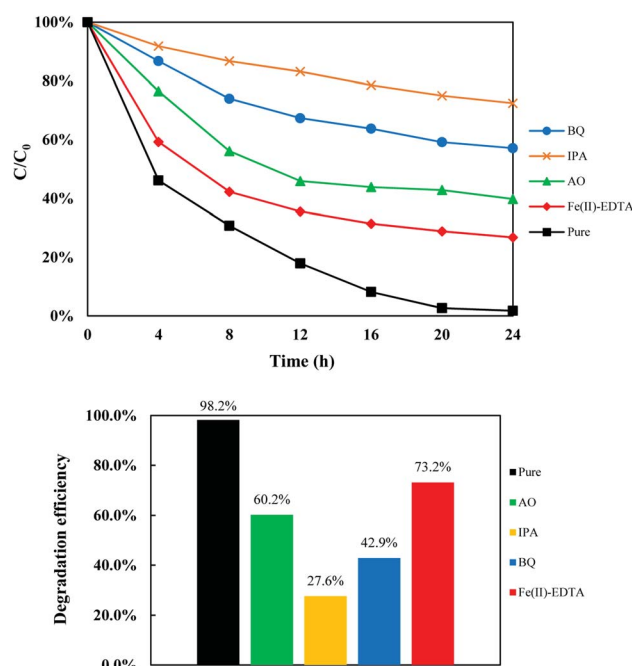 100%
80%
60%
40%
20%
0%
C/C0
0 4 8 12 16 20 24
Time (h)
BQ
IPA
AO
Fe(II)-EDTA
Pure
100.0%
80.0%
60.0%
40.0%
20.0%
0.0%
Degradation efficiency
98.2%
60.2%
27.6%
42.9%
73.2%
Pure
AO
IPA
BQ
Fe(II)-EDTA